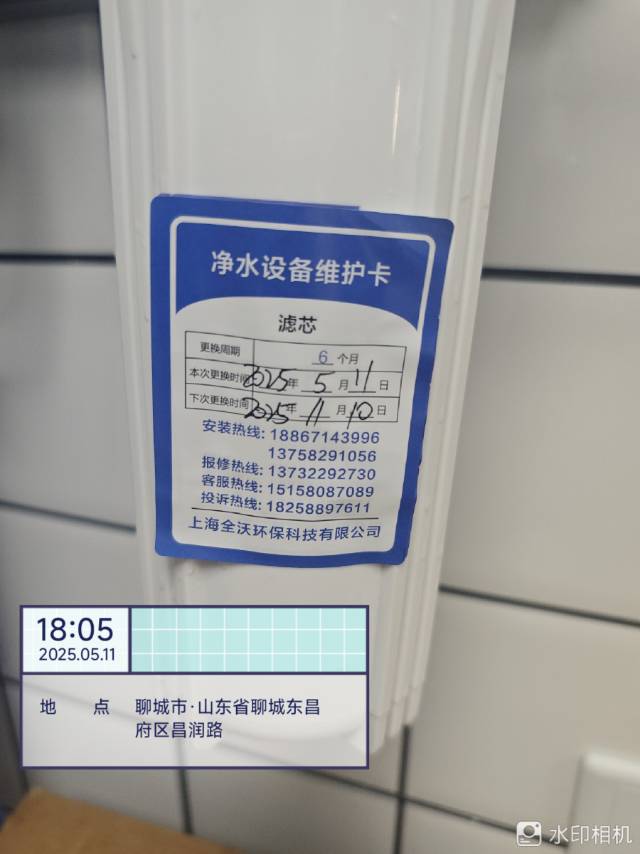 净水设备维护卡
滤芯
更换周期 6 个月
本次更换时间 2025 年 5 月 11 日
下次更换时间 2025 年 11 月 10 日
安装热线: 18867143996
13758291056
报修热线: 13732292730
客服热线: 15158087089
投诉热线: 18258897611
上海全沃环保科技有限公司
18:05
2025.05.11
地 点 聊城市·山东省聊城东昌
府区昌润路
水印相机